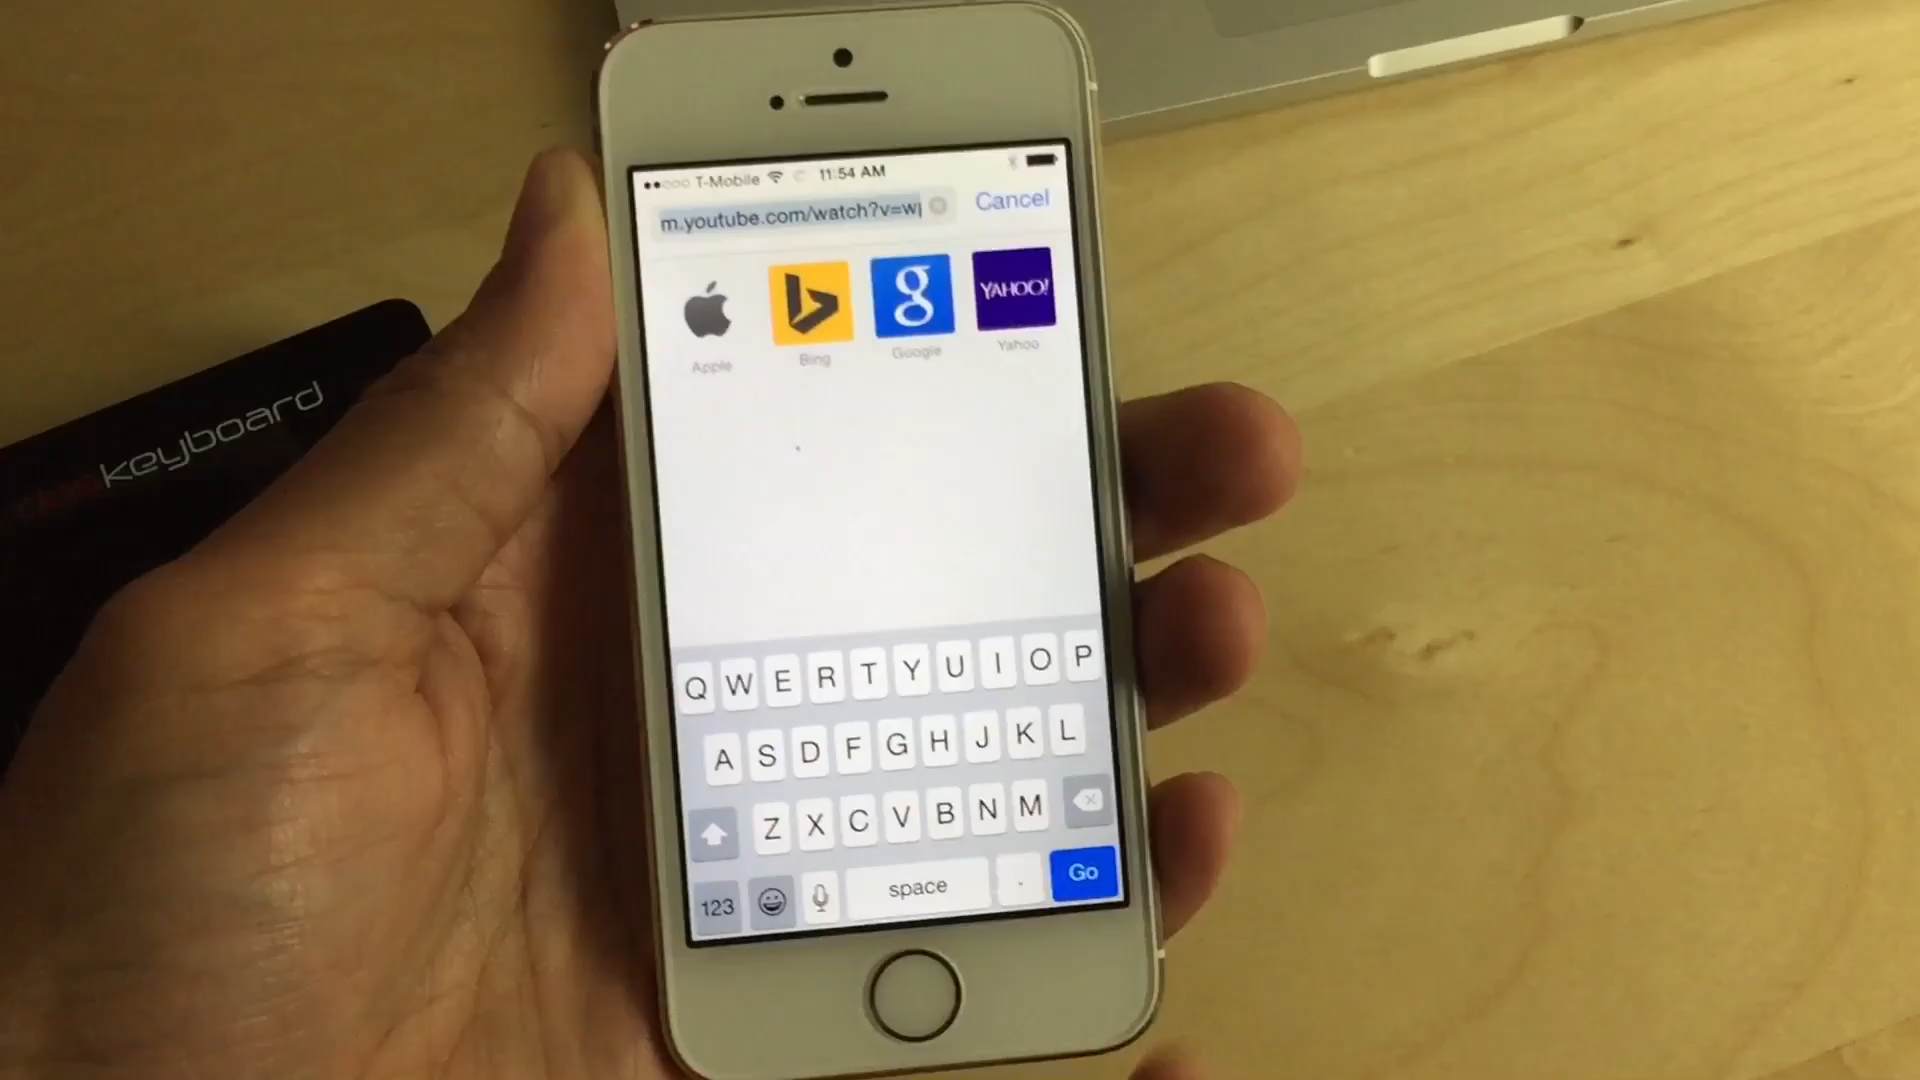 T-Mobile 11:54 AM
m.youtube.com/watch?v=w
Cancel
YAHOO!
Apple Bing Google Yahoo
Q W E R T Y U I O P
A S D F G H J K L
Z X C V B N M
123 space . Go
keyboard